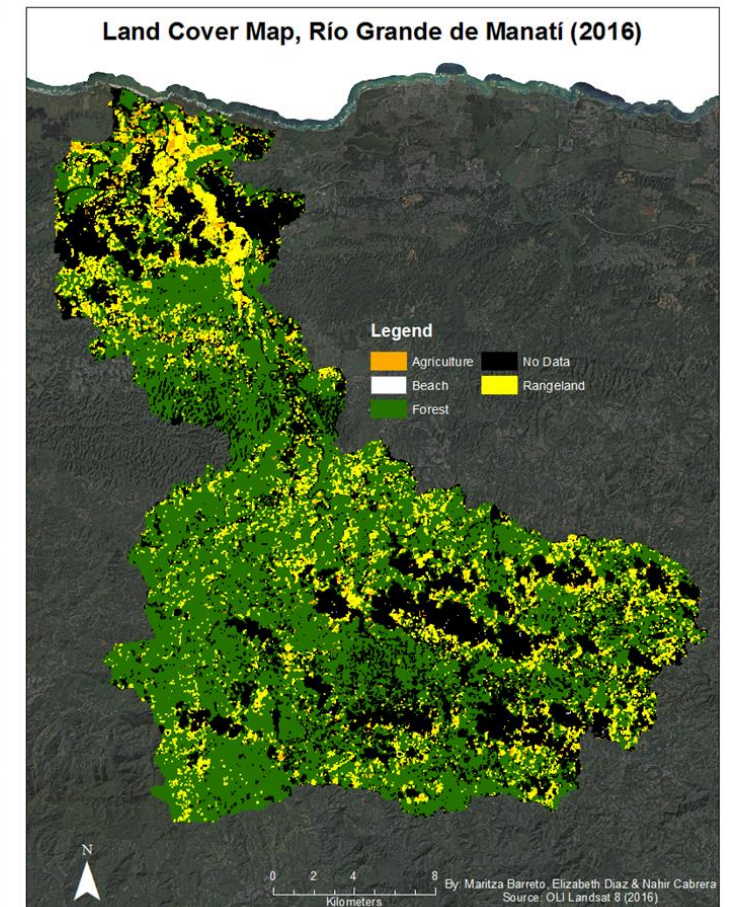 Land Cover Map, Río Grande de Manatí (2016)
Legend
Agriculture
Beach
Forest
No Data
Rangeland
N
0 2 4 8
Kilometers
By: Maritza Barreto, Elizabeth Diaz & Nahir Cabrera
Source: OLI Landsat 8 (2016)